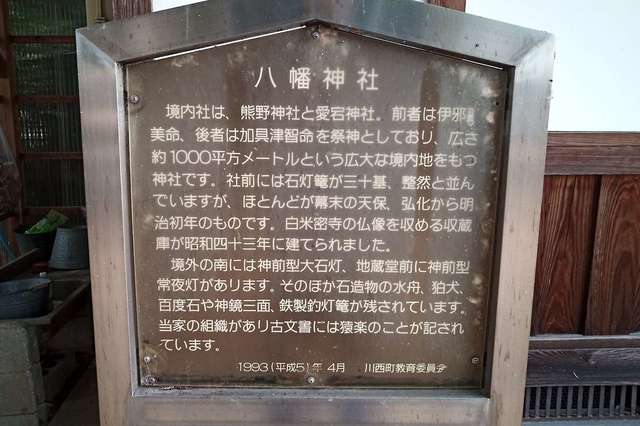 八幡神社
境内社は、熊野神社と愛宕神社。前者は伊邪
美命、後者は加具津智命を祭神としており、広さ
約1000平方メートルという広大な境内地をもつ
神社です。社前には石灯篭が三十基、整然と並ん
でいますが、ほとんどが幕末の天保、弘化から明
治初年のものです。白米密寺の仏像を収める収蔵
庫が昭和四十三年に建てられました。
境外の南には神前型大石灯、地蔵堂前に神前型
常夜灯があります。そのほか石造物の水舟、狛犬、
百度石や神鏡三面、鉄製釣灯篭が残されています。
当家の組織があり古文書には猿楽のことが記され
ています。
1993(平成5)年 4月 川西町教育委員会